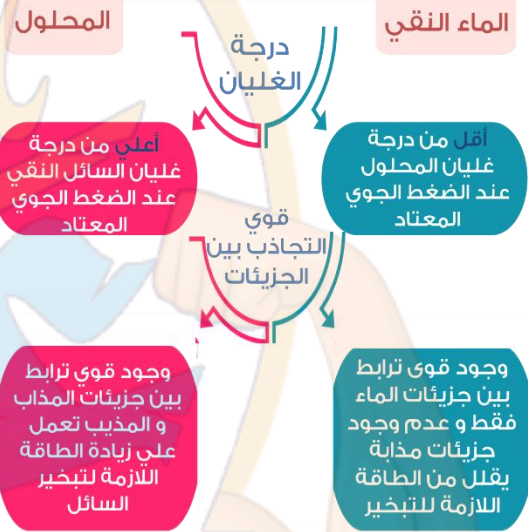 الماء النقي
المحلول
درجة
الغليان
أقل من درجة
غليان المحلول
عند الضغط الجوي
المعتاد
أعلي من درجة
غليان السائل النقي
عند الضغط الجوي
المعتاد
قوي
التجاذب بين
الجزيئات
وجود قوى ترابط
بين جزيئات الماء
فقط و عدم وجود
جزيئات مذابة
يقلل من الطاقة
اللازمة للتبخير
وجود قوي ترابط
بين جزيئات المذاب
و المذيب تعمل
علي زيادة الطاقة
اللازمة لتبخير
السائل